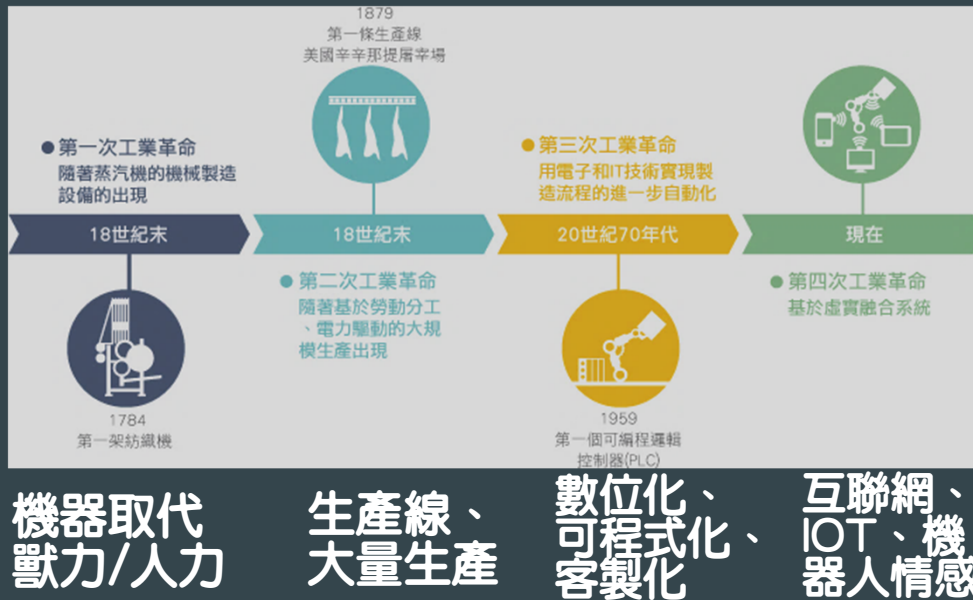 1879
第一條生產線
美國辛辛那提屠宰場
●第一次工業革命
隨著蒸汽機的機械製造
設備的出現
●第三次工業革命
用電子和IT技術實現製
造流程的進一步自動化
18世紀末
18世紀末
20世紀70年代
現在
●第二次工業革命
隨著基於勞動分工
、電力驅動的大規
模生產出現
●第四次工業革命
基於虛實融合系統
1784
第一架紡織機
1959
第一個可編程邏輯
控制器(PLC)
機器取代
獸力/人力
生產線、
大量生產
數位化、
可程式化、
客製化
互聯網、
IOT、機
器人情感